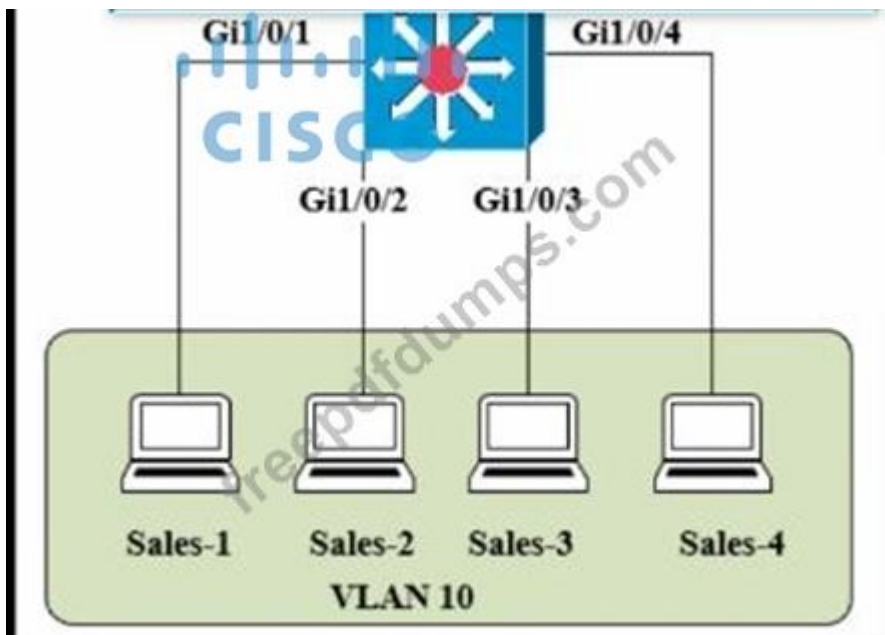 Gi1/0/1
Gi1/0/4
CISCO
Gi1/0/2
Gi1/0/3
freepdfdumps.com
Sales-1
Sales-2
Sales-3
Sales-4
VLAN 10